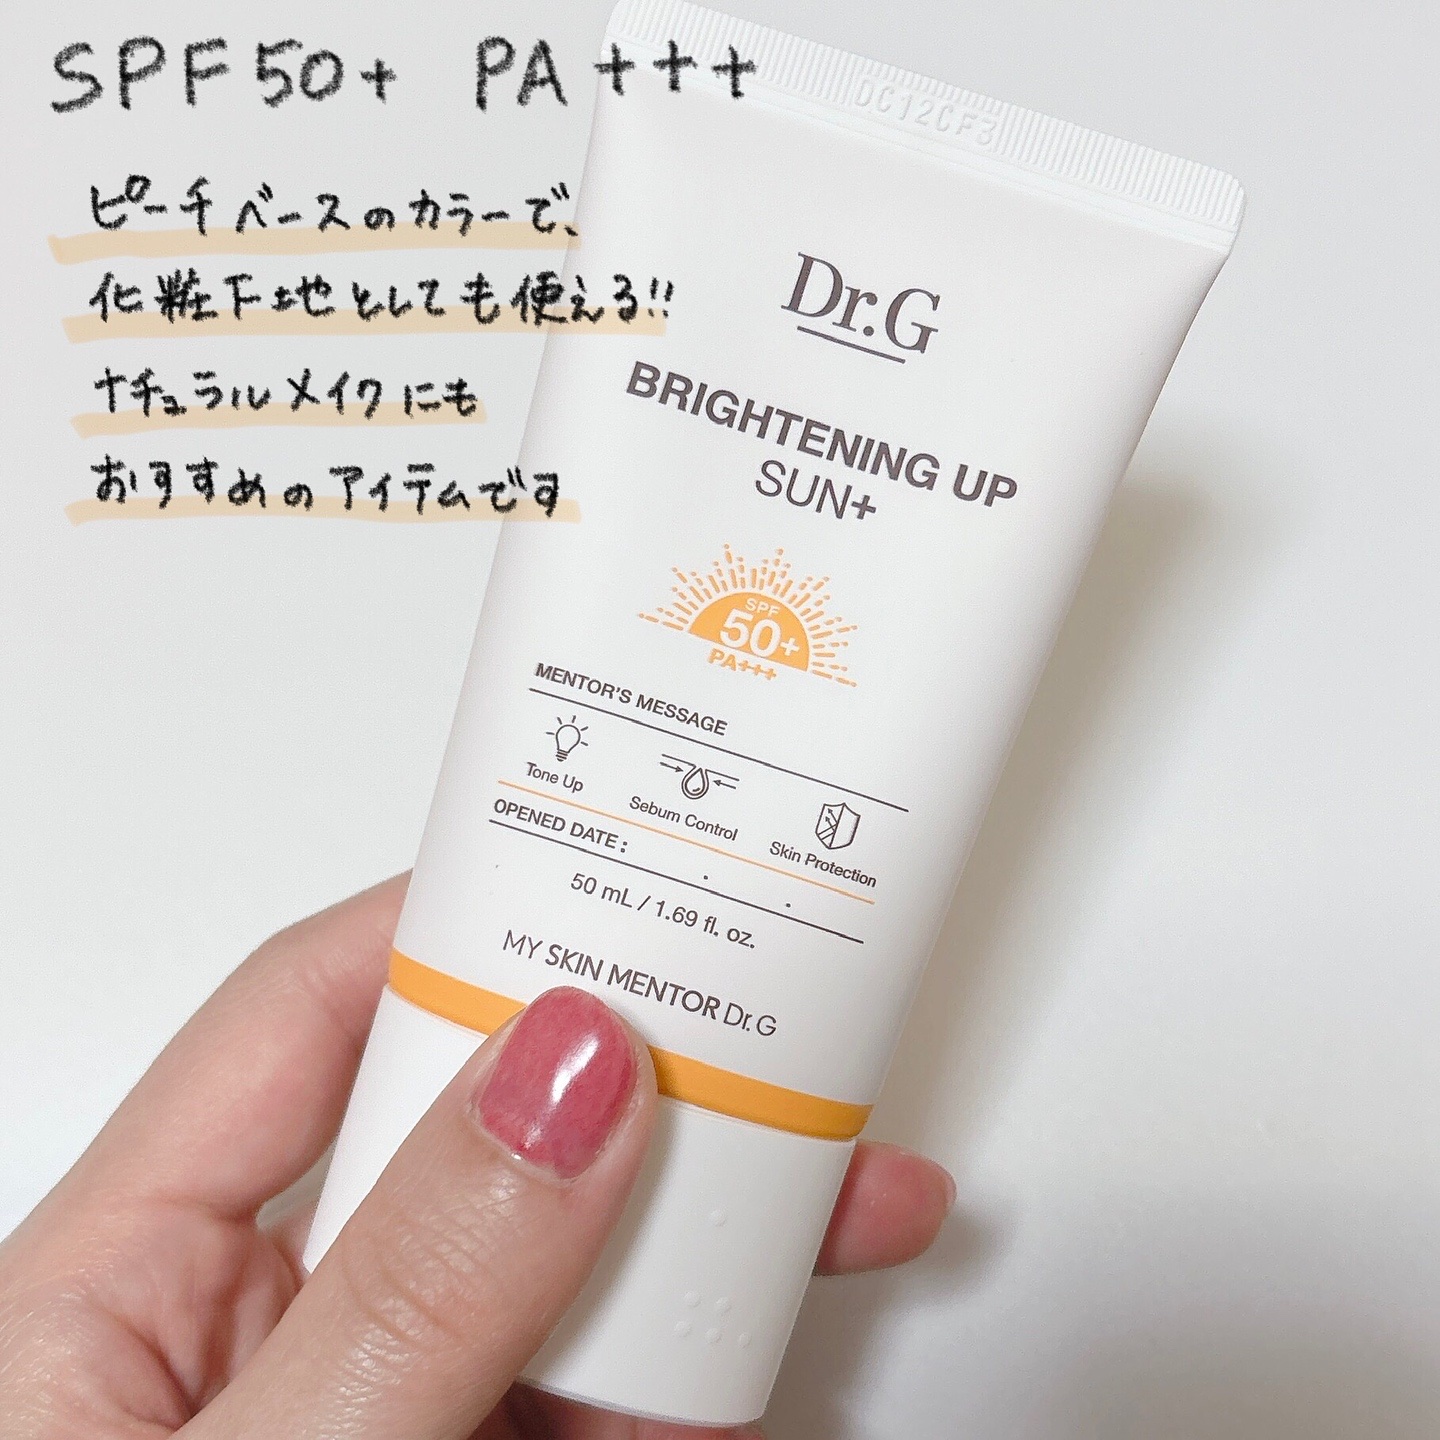 SPF50+ PA+++
ピーチベースのカラーで、
化粧下地としても使える!!
ナチュラルメイクにも
おすすめのアイテムです
DC12CF3
Dr.G
BRIGHTENING UP
SUN+
SPF
50+
PA+++
MENTOR'S MESSAGE
Tone Up
Sebum Control
Skin Protection
OPENED DATE : . .
50 mL / 1.69 fl. oz.
MY SKIN MENTOR Dr.G